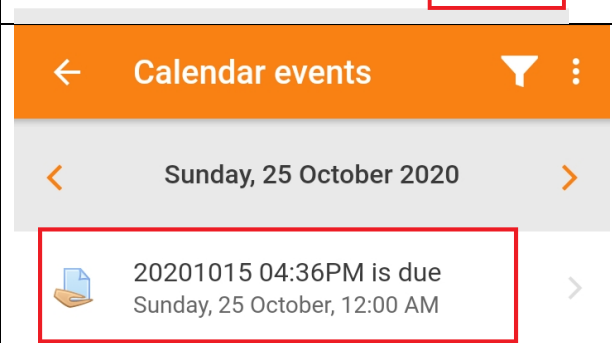 Calendar events
Sunday, 25 October 2020
20201015 04:36PM is due
Sunday, 25 October, 12:00 AM